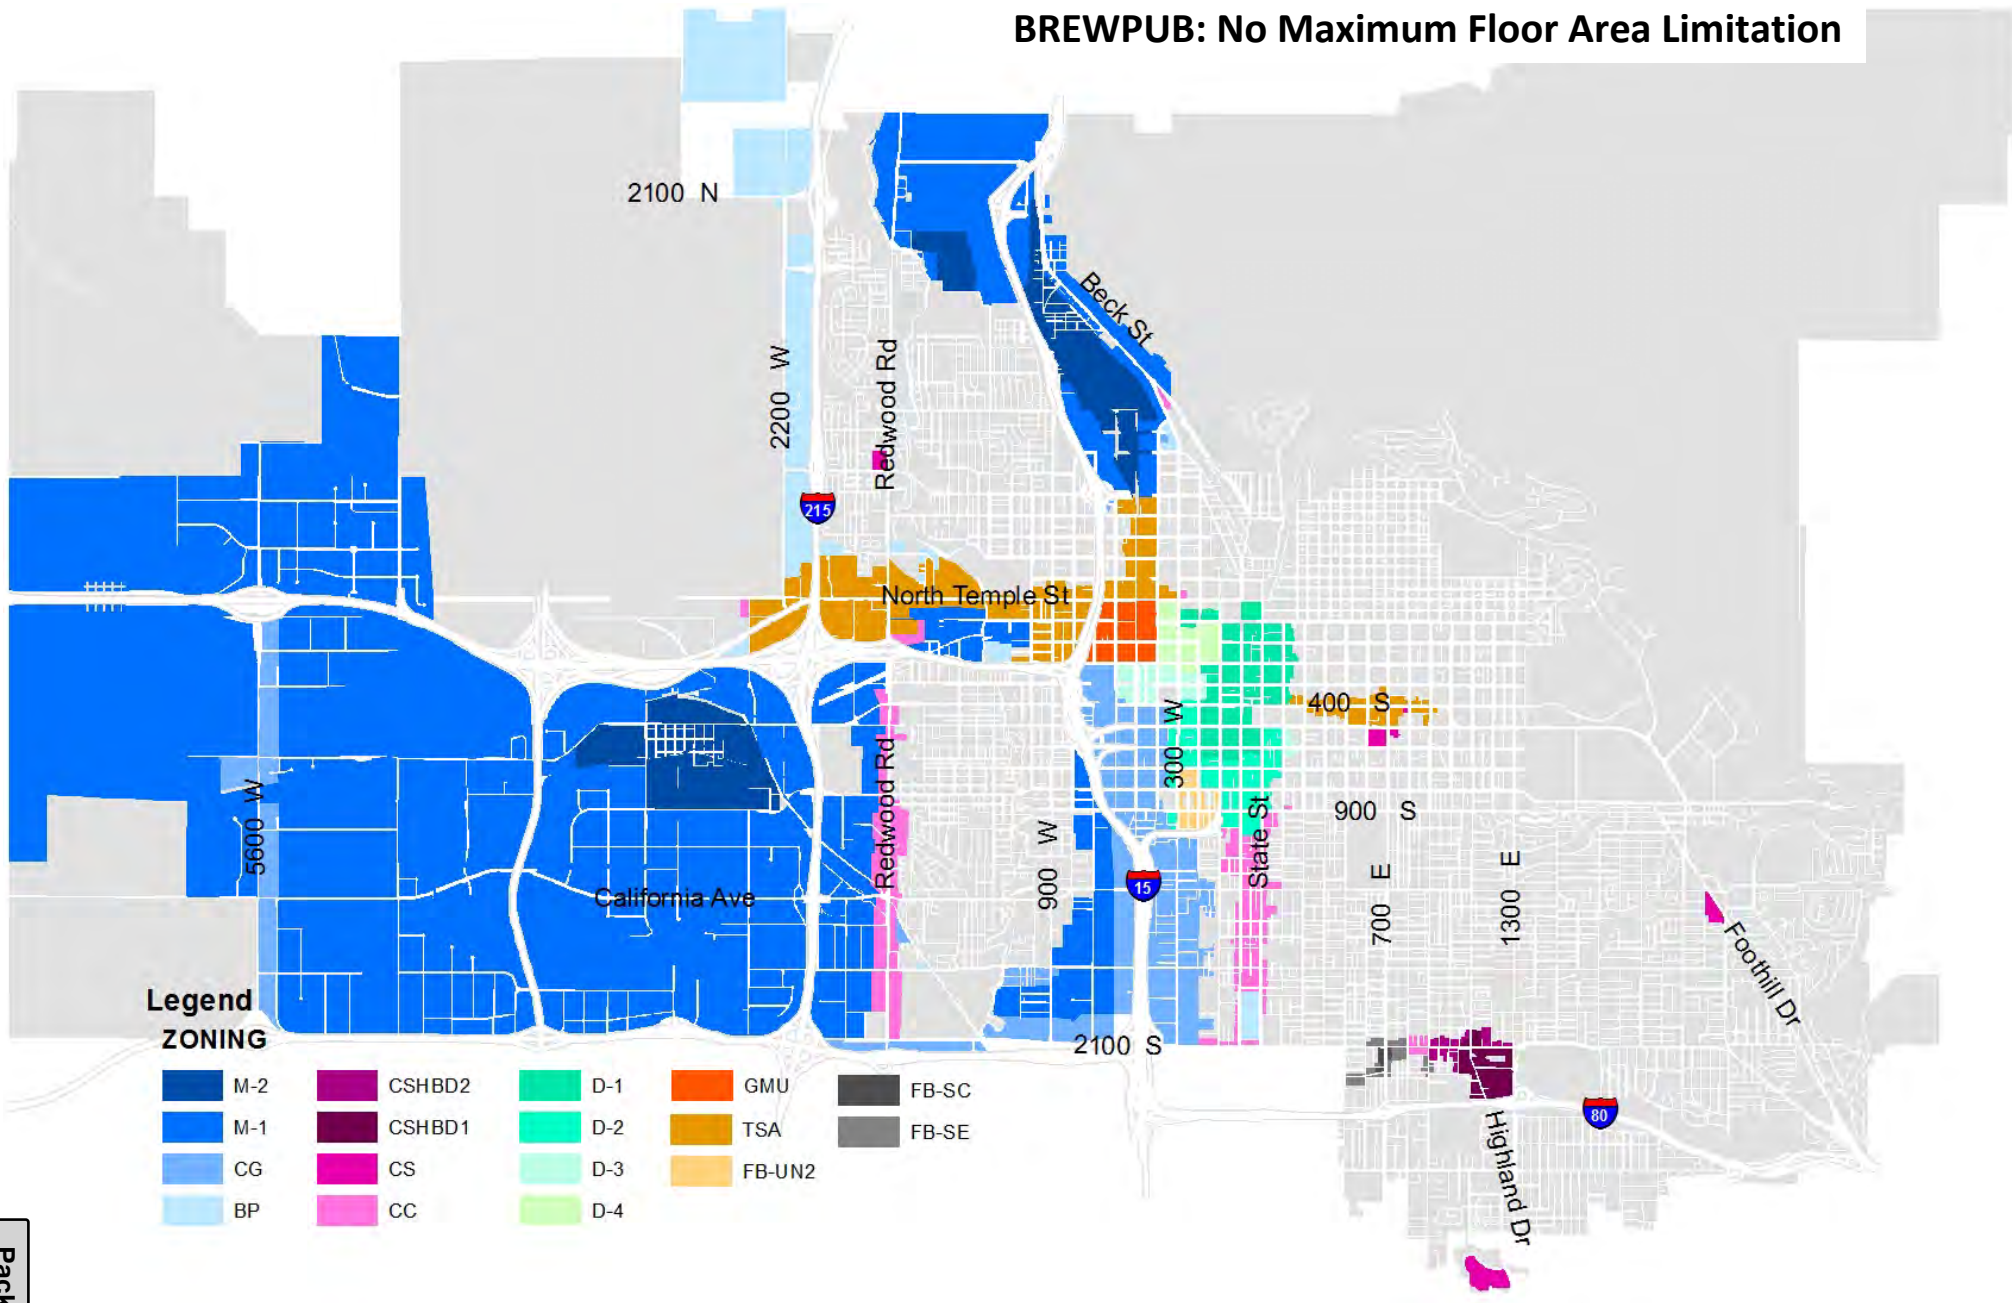 BREWPUB: No Maximum Floor Area Limitation
2100 N
Beck St
2200 W
Redwood Rd
215
North Temple St
400 S
300 W
Redwood Rd
5600 W
900 S
State St
900 W
15
California Ave
700 E
1300 E
Foothill Dr
2100 S
80
Highland Dr
Legend
ZONING
M-2
M-1
CG
BP
CSHBD2
CSHBD1
CS
CC
D-1
D-2
D-3
D-4
GMU
TSA
FB-UN2
FB-SC
FB-SE